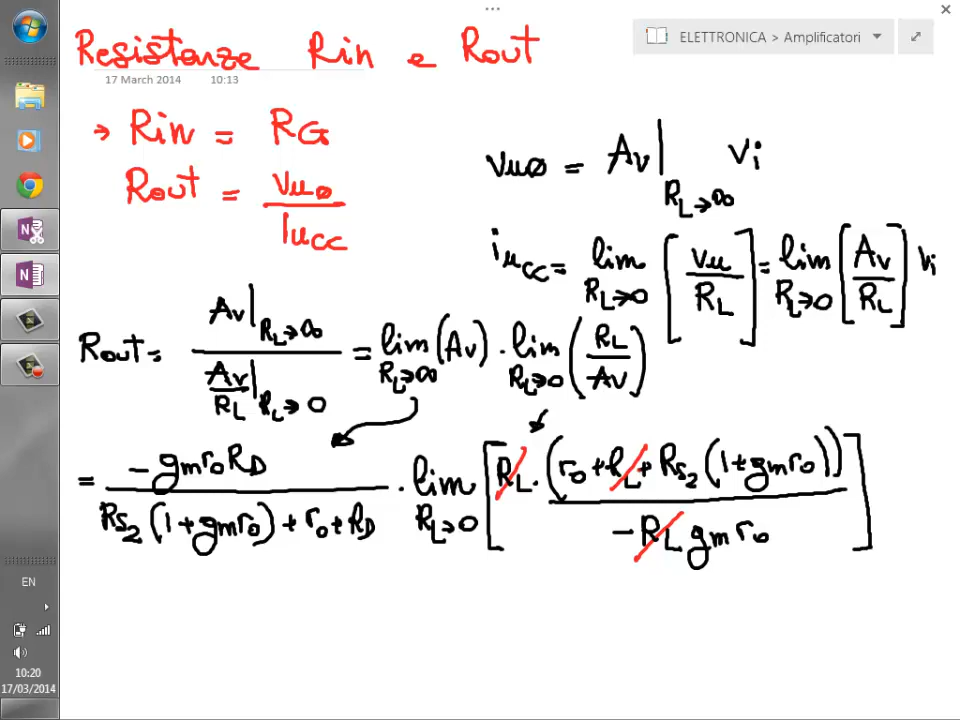 ELETTRONICA > Amplificatori
Resistenze Rin e Rout
17 March 2014 10:13
→ Rin = RG
Rout = vuø / iucc
vuø = Av|RL→∞ vi
iucc = lim RL→0 [vu / RL] = lim RL→0 [Av / RL] vi
Rout = Av|RL→∞ / (Av/RL)|RL→0 = lim RL→∞ (Av) · lim RL→0 (RL / Av)
= -gmroRD / (RS2(1+gmro)+ro+RD) · lim RL→0 [RL · (ro+RL+RS2(1+gmro)) / -RL gmro]
EN
10:20
17/03/2014